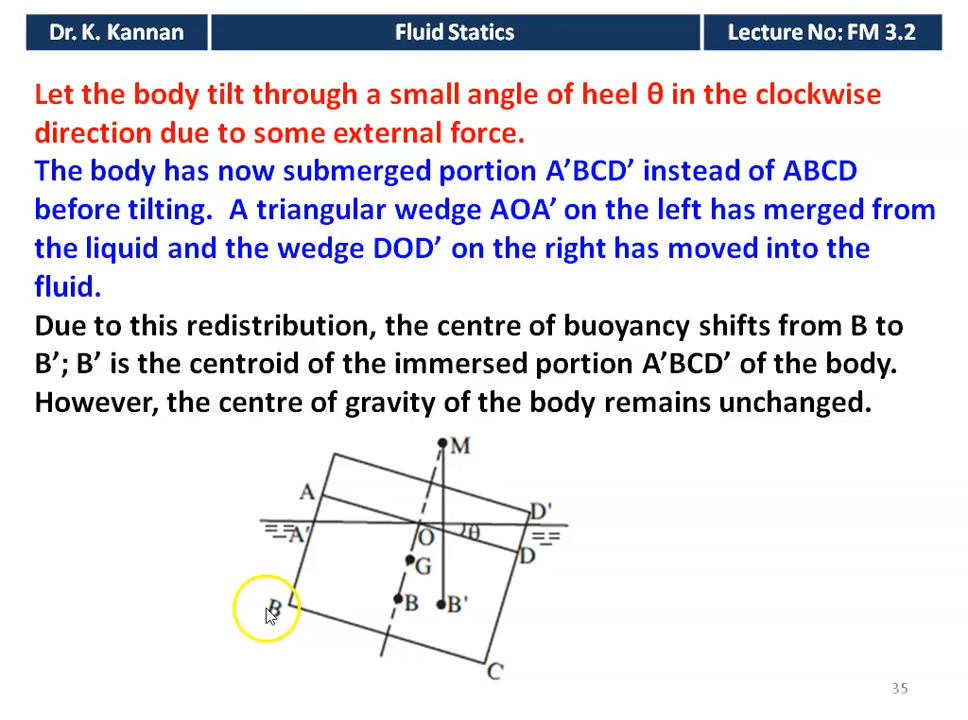 Dr. K. Kannan
Fluid Statics
Lecture No: FM 3.2
Let the body tilt through a small angle of heel θ in the clockwise
direction due to some external force.
The body has now submerged portion A’BCD’ instead of ABCD
before tilting. A triangular wedge AOA’ on the left has merged from
the liquid and the wedge DOD’ on the right has moved into the
fluid.
Due to this redistribution, the centre of buoyancy shifts from B to
B’; B’ is the centroid of the immersed portion A’BCD’ of the body.
However, the centre of gravity of the body remains unchanged.
M
A
D'
A'
O
θ
D
G
B
B
B'
C
35